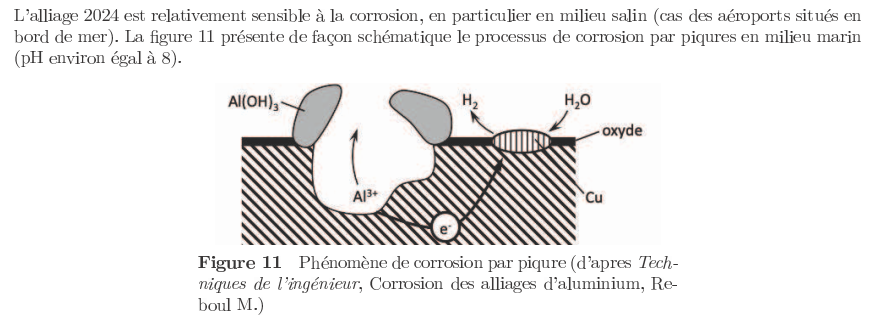 L'alliage 2024 est relativement sensible à la corrosion, en particulier en milieu salin (cas des aéroports situés en
bord de mer). La figure 11 présente de façon schématique le processus de corrosion par piqures en milieu marin
(pH environ égal à 8).
Al(OH)₃
H₂
H₂O
oxyde
Al³⁺
Cu
e⁻
Figure 11 Phénomène de corrosion par piqure (d'apres Tech-
niques de l'ingénieur, Corrosion des alliages d'aluminium, Re-
boul M.)